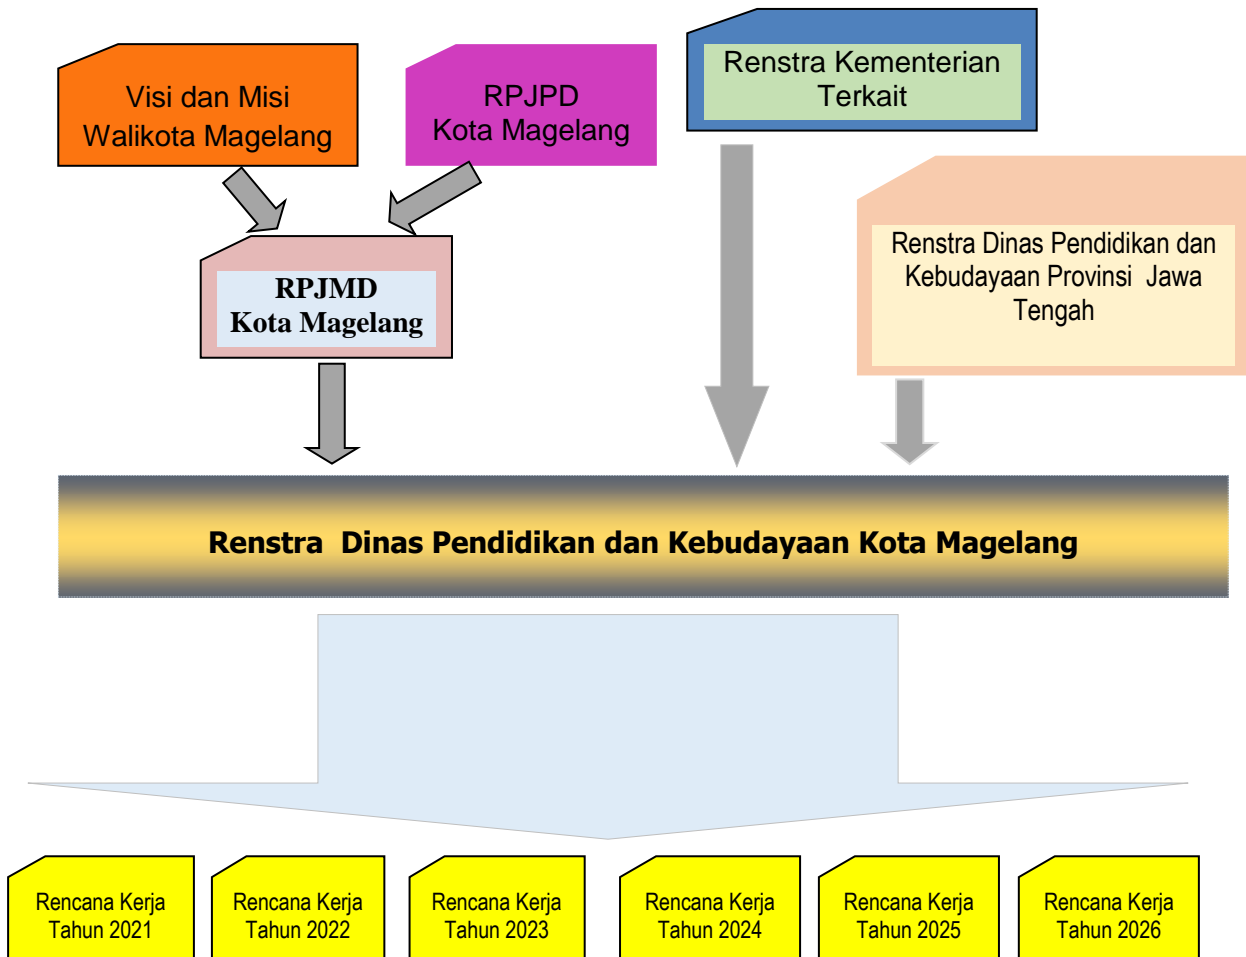 Visi dan Misi
Walikota Magelang
RPJPD
Kota Magelang
Renstra Kementerian
Terkait
Renstra Dinas Pendidikan dan
Kebudayaan Provinsi Jawa
Tengah
RPJMD
Kota Magelang
Renstra Dinas Pendidikan dan Kebudayaan Kota Magelang
Rencana Kerja
Tahun 2021
Rencana Kerja
Tahun 2022
Rencana Kerja
Tahun 2023
Rencana Kerja
Tahun 2024
Rencana Kerja
Tahun 2025
Rencana Kerja
Tahun 2026